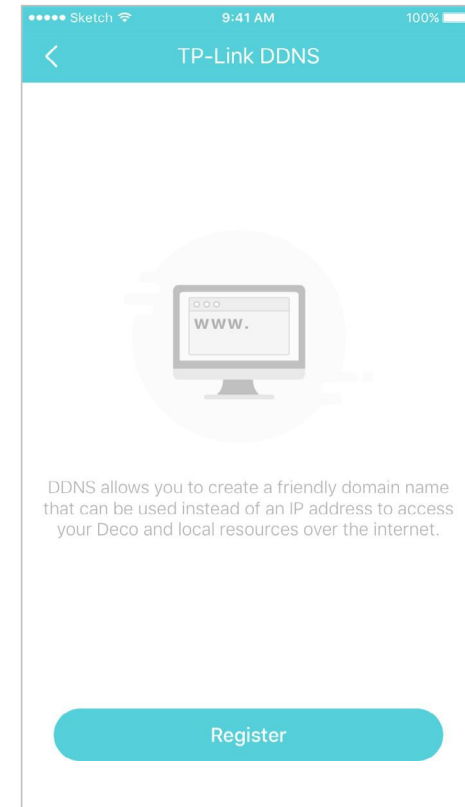 Sketch 9:41 AM 100%
TP-Link DDNS
www.
DDNS allows you to create a friendly domain name
that can be used instead of an IP address to access
your Deco and local resources over the internet.
Register